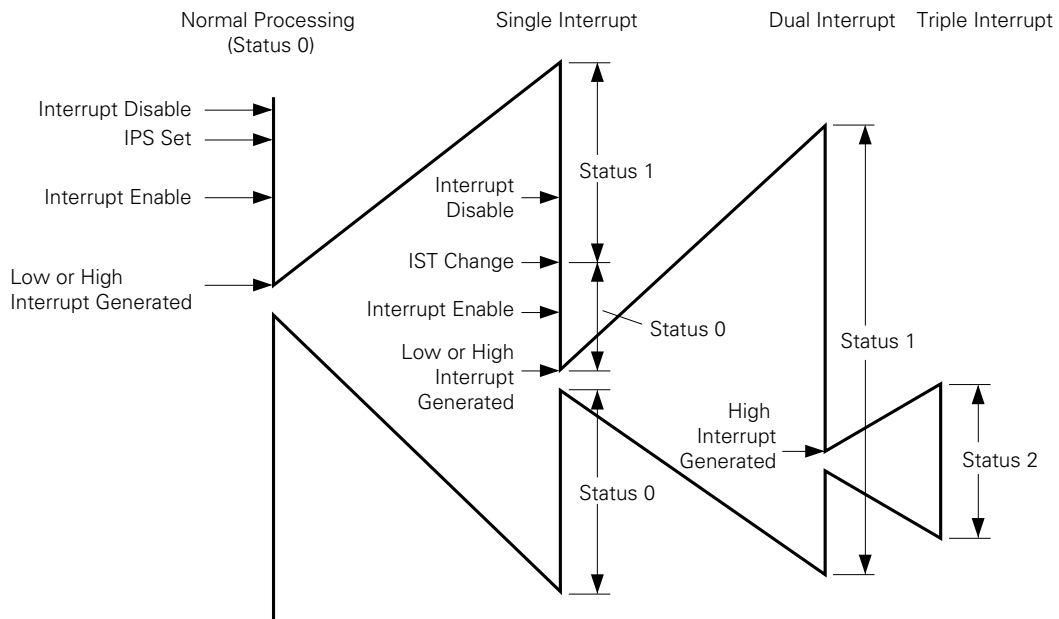 Normal Processing
(Status 0)
Single Interrupt
Dual Interrupt
Triple Interrupt
Interrupt Disable
IPS Set
Interrupt Enable
Low or High
Interrupt Generated
Status 1
Interrupt
Disable
IST Change
Interrupt Enable
Status 0
Low or High
Interrupt
Generated
Status 0
Status 1
High
Interrupt
Generated
Status 2